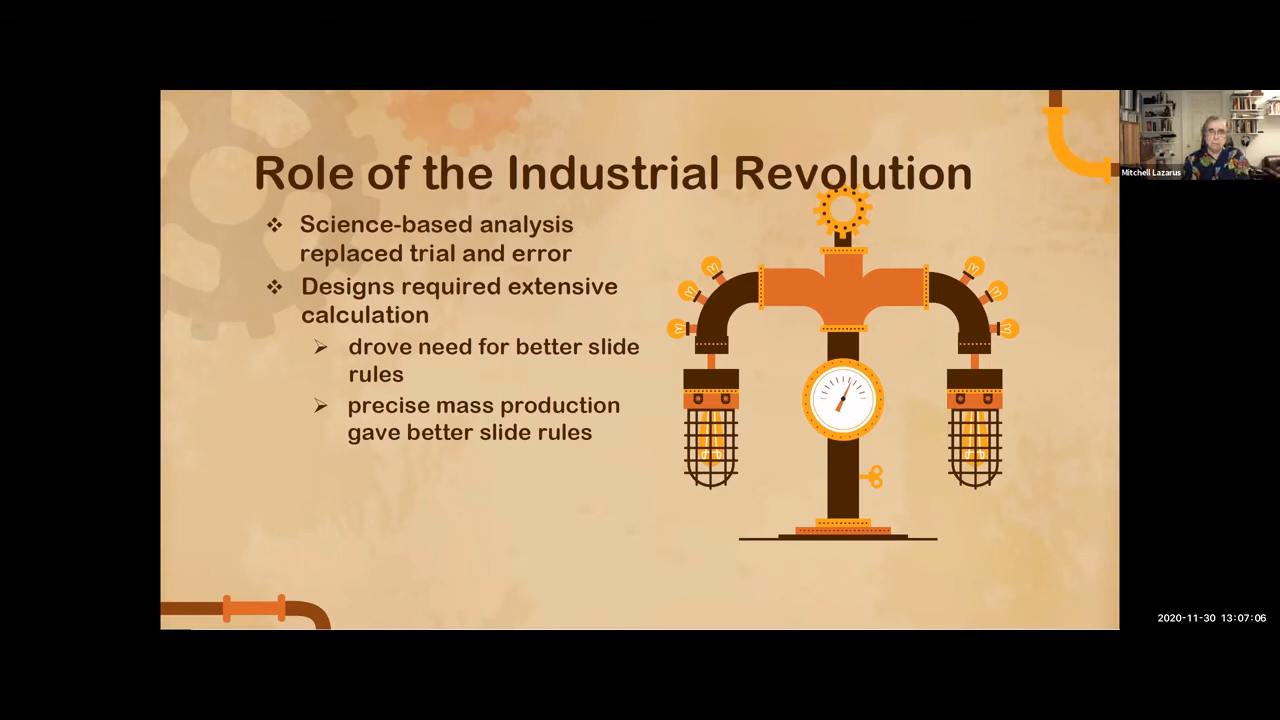 Role of the Industrial Revolution
❖ Science-based analysis
replaced trial and error
❖ Designs required extensive
calculation
➢ drove need for better slide
rules
➢ precise mass production
gave better slide rules
Mitchell Lazarus
2020-11-30 13:07:06